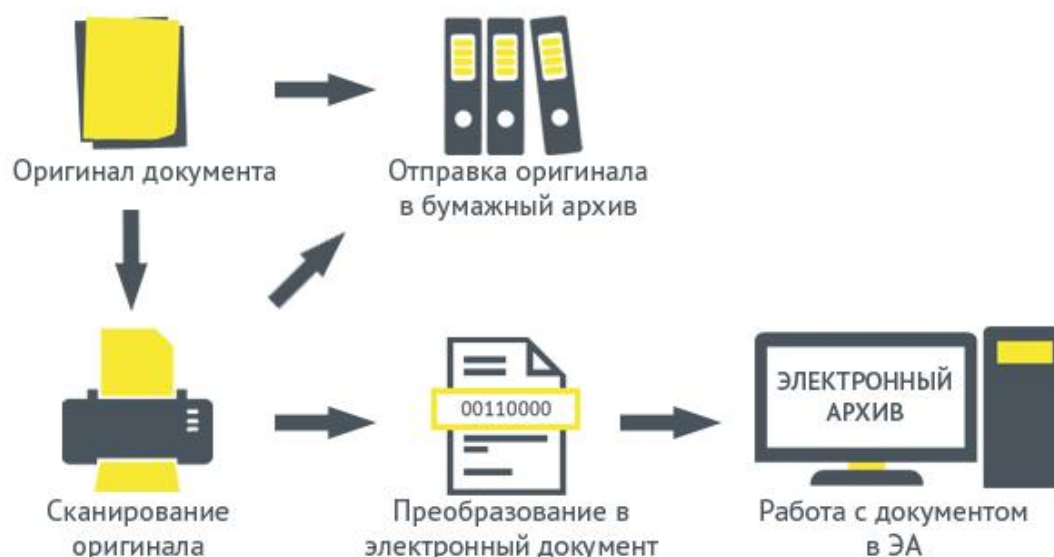 Оригинал документа
Отправка оригинала
в бумажный архив
00110000
ЭЛЕКТРОННЫЙ
АРХИВ
Сканирование
оригинала
Преобразование в
электронный документ
Работа с документом
в ЭА